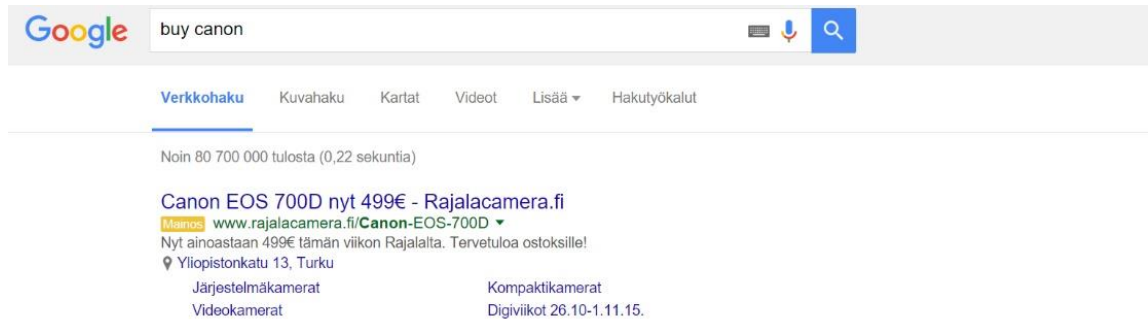 Google buy canon
Verkkohaku Kuvahaku Kartat Videot Lisää Hakutyökalut
Noin 80 700 000 tulosta (0,22 sekuntia)
Canon EOS 700D nyt 499€ - Rajalacamera.fi
Mainos www.rajalacamera.fi/Canon-EOS-700D
Nyt ainoastaan 499€ tämän viikon Rajalalta. Tervetuloa ostoksille!
Yliopistonkatu 13, Turku
Järjestelmäkamerat Kompaktikamerat
Videokamerat Digiviikot 26.10-1.11.15.